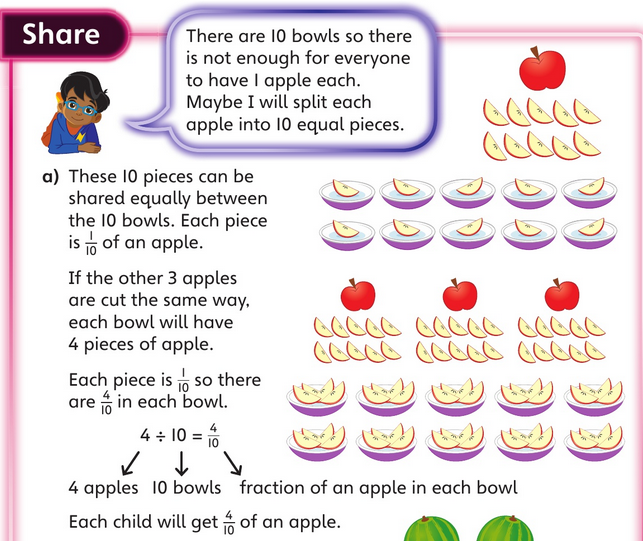 Share
There are 10 bowls so there
is not enough for everyone
to have 1 apple each.
Maybe I will split each
apple into 10 equal pieces.
a) These 10 pieces can be
shared equally between
the 10 bowls. Each piece
is 1/10 of an apple.
If the other 3 apples
are cut the same way,
each bowl will have
4 pieces of apple.
Each piece is 1/10 so there
are 4/10 in each bowl.
4 ÷ 10 = 4/10
4 apples 10 bowls fraction of an apple in each bowl
Each child will get 4/10 of an apple.